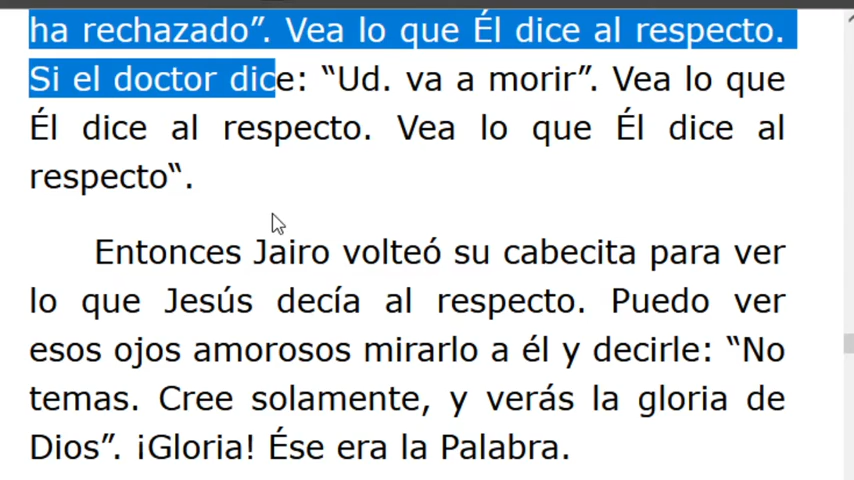 ha rechazado”. Vea lo que Él dice al respecto.
Si el doctor dice: “Ud. va a morir”. Vea lo que
Él dice al respecto. Vea lo que Él dice al
respecto“.
Entonces Jairo volteó su cabecita para ver
lo que Jesús decía al respecto. Puedo ver
esos ojos amorosos mirarlo a él y decirle: “No
temas. Cree solamente, y verás la gloria de
Dios”. ¡Gloria! Ése era la Palabra.